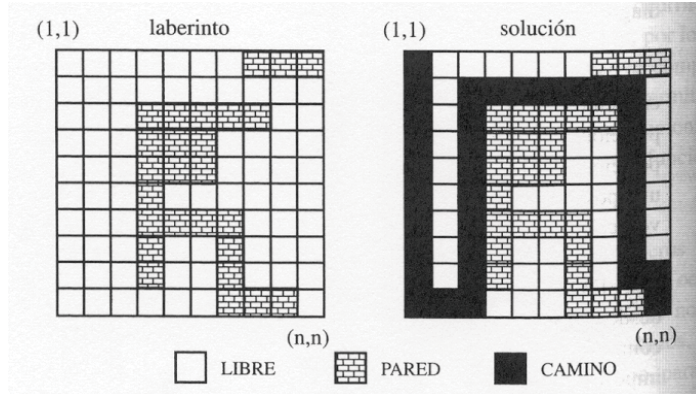 (1,1) laberinto
(1,1) solución
(n,n)
(n,n)
LIBRE PARED CAMINO